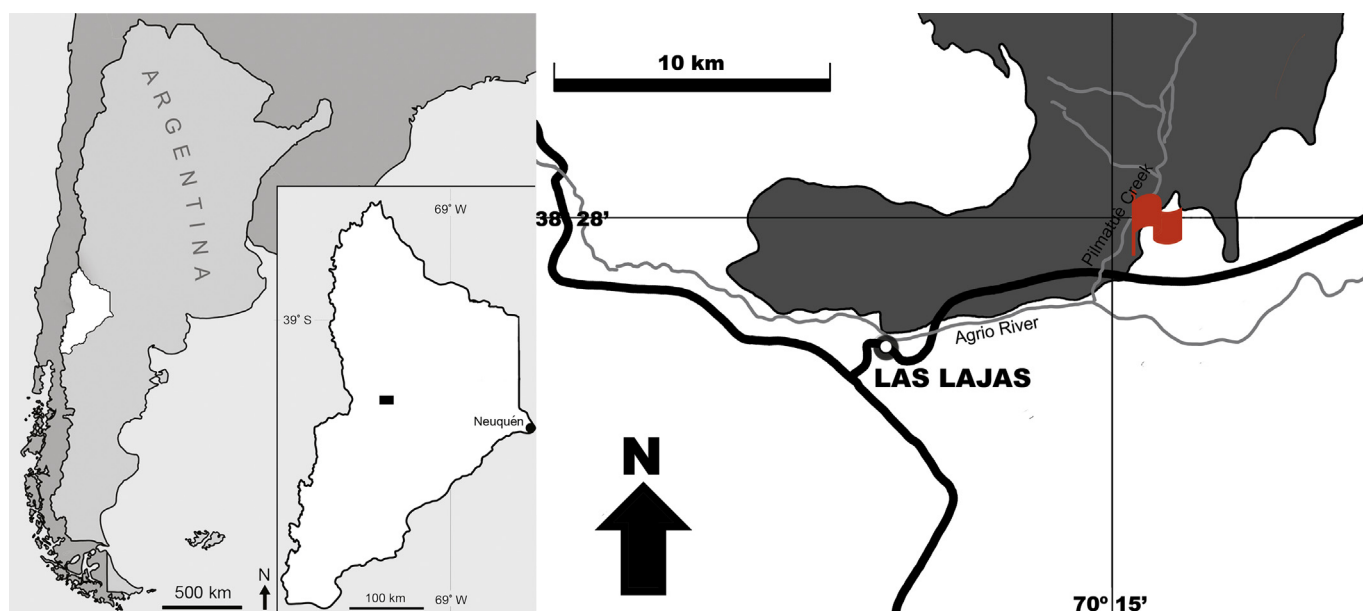 ARGENTINA
69° W
39° S
Neuquén
500 km
N
100 km
69° W
10 km
38° 28’
Pilmatué Creek
Agrio River
LAS LAJAS
N
70º 15’